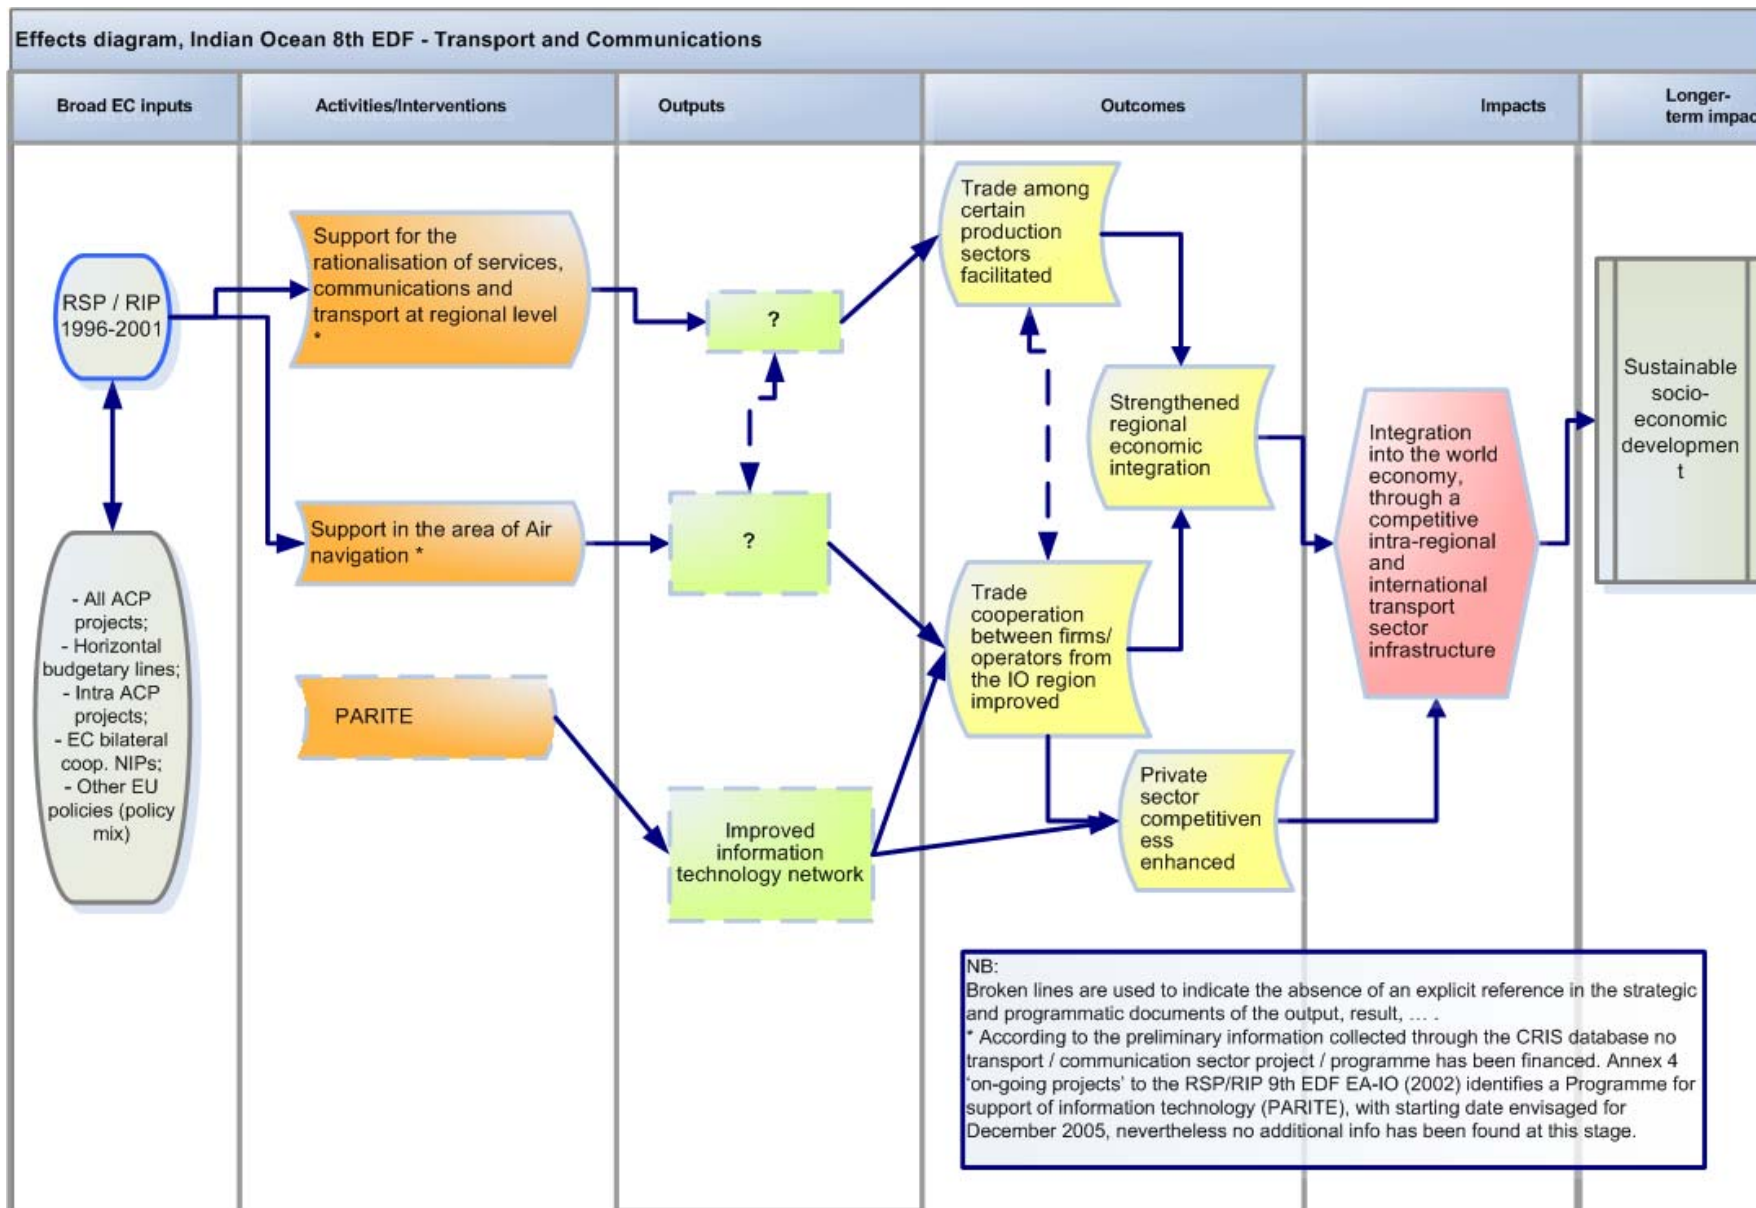 Effects diagram, Indian Ocean 8th EDF - Transport and Communications
Broad EC inputs
Activities/Interventions
Outputs
Outcomes
Impacts
Longer-
term impac
RSP / RIP
1996-2001
- All ACP
projects;
- Horizontal
budgetary lines;
- Intra ACP
projects;
- EC bilateral
coop. NIPs;
- Other EU
policies (policy
mix)
Support for the
rationalisation of services,
communications and
transport at regional level
*
Support in the area of Air
navigation *
PARITE
?
?
Improved
information
technology network
Trade among
certain
production
sectors
facilitated
Strengthened
regional
economic
integration
Trade
cooperation
between firms/
operators from
the IO region
improved
Private
sector
competitiven
ess
enhanced
Integration
into the world
economy,
through a
competitive
intra-regional
and
international
transport
sector
infrastructure
Sustainable
socio-
economic
developmen
t
NB:
Broken lines are used to indicate the absence of an explicit reference in the strategic
and programmatic documents of the output, result, ... .
* According to the preliminary information collected through the CRIS database no
transport / communication sector project / programme has been financed. Annex 4
'on-going projects' to the RSP/RIP 9th EDF EA-IO (2002) identifies a Programme for
support of information technology (PARITE), with starting date envisaged for
December 2005, nevertheless no additional info has been found at this stage.